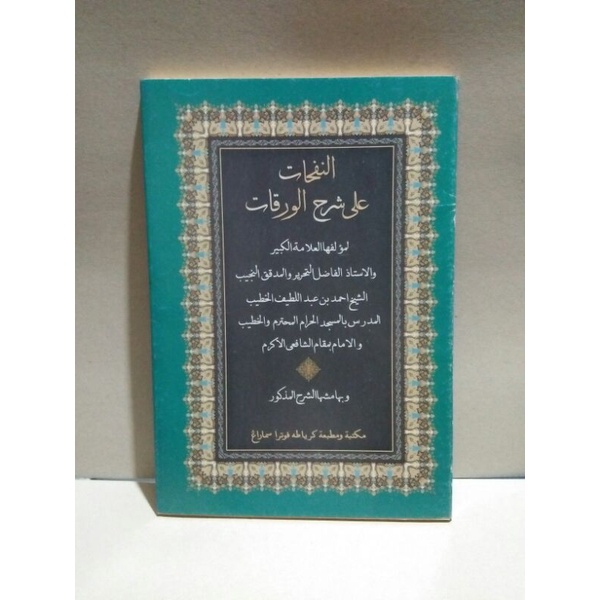 النفحات
على شرح الورقات
لمؤلفها العلامة الكبير
والاستاذ الفاضل النحرير والمدقق النجيب
الشيخ احمد بن عبد اللطيف الخطيب
المدرس بالمسجد الحرام المحترم والخطيب
والامام بمقام الشافعى الاكرم
وبهامشها الشرح المذكور
مكتبة ومطبعة كرياطه فوترا سماراغ